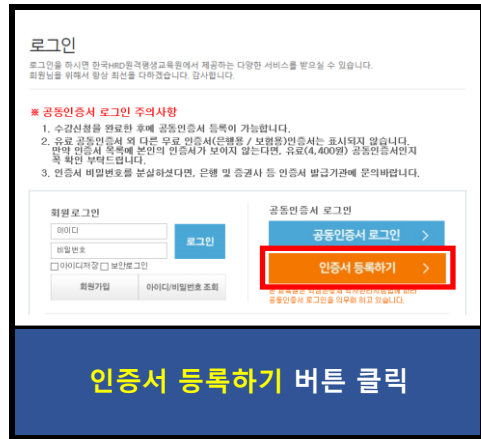 로그인
로그인을 하시면 한국HRD원격평생교육원에서 제공하는 다양한 서비스를 받으실 수 있습니다.
회원님을 위해서 항상 최선을 다하겠습니다. 감사합니다.
※ 공동인증서 로그인 주의사항
1. 수강신청을 완료한 후에 공동인증서 등록이 가능합니다.
2. 유료 공동인증서 외 다른 무료 인증서(은행용 / 보험용)인증서는 표시되지 않습니다.
만약 인증서 목록에 본인의 인증서가 보이지 않는다면, 유료(4,400원) 공동인증서인지
꼭 확인 부탁드립니다.
3. 인증서 비밀번호를 분실하셨다면, 은행 및 증권사 등 인증서 발급기관에 문의바랍니다.
회원로그인
아이디
비밀번호
로그인
아이디저장 보안로그인
회원가입 아이디/비밀번호 조회
공동인증서 로그인
공동인증서 로그인 >
인증서 등록하기 >
공동인증서 로그인을 의무화 하고 있습니다.
인증서 등록하기 버튼 클릭